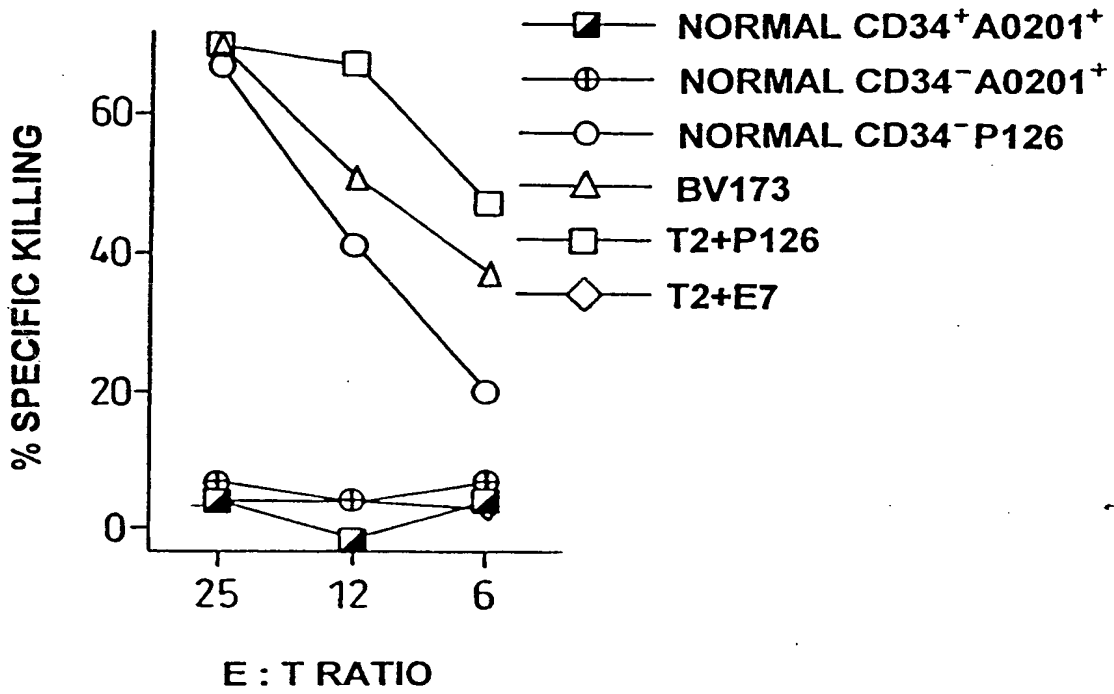 NORMAL CD34⁺A0201⁺
NORMAL CD34⁻A0201⁺
NORMAL CD34⁻P126
BV173
T2+P126
T2+E7
% SPECIFIC KILLING
60
40
20
0
25 12 6
E : T RATIO